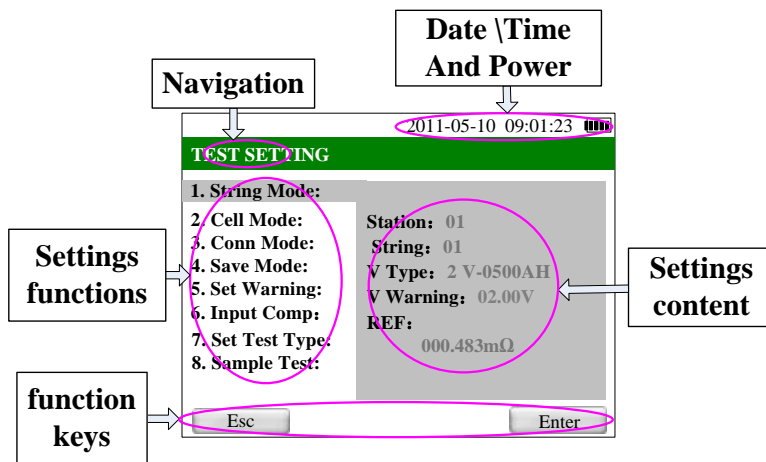 Date \Time
And Power
Navigation
2011-05-10 09:01:23
TEST SETTING
1. String Mode:
2. Cell Mode:
3. Conn Mode:
4. Save Mode:
5. Set Warning:
6. Input Comp：
7. Set Test Type:
8. Sample Test:
Station：01
String：01
V Type：2 V-0500AH
V Warning：02.00V
REF：
000.483mΩ
Settings
functions
Settings
content
function
keys
Esc
Enter